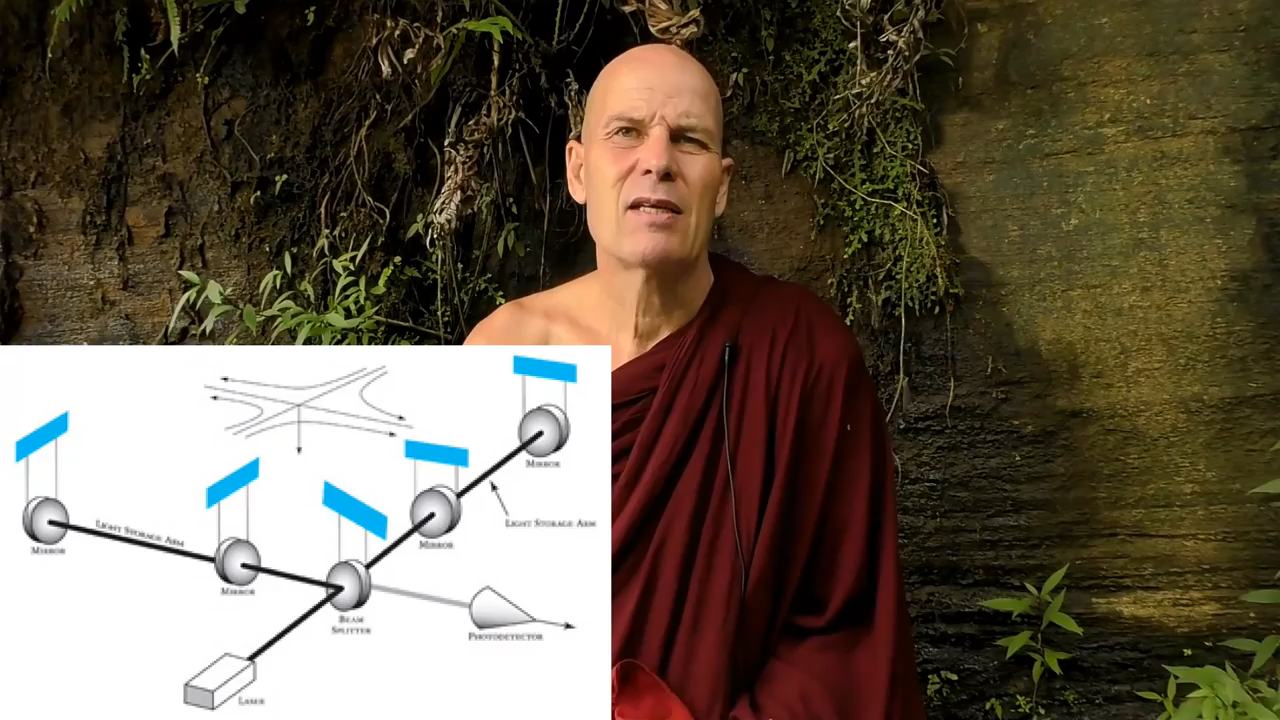 MIRROR
LIGHT STORAGE ARM
MIRROR
LIGHT STORAGE ARM
MIRROR
MIRROR
BEAM
SPLITTER
PHOTODETECTOR
LASER